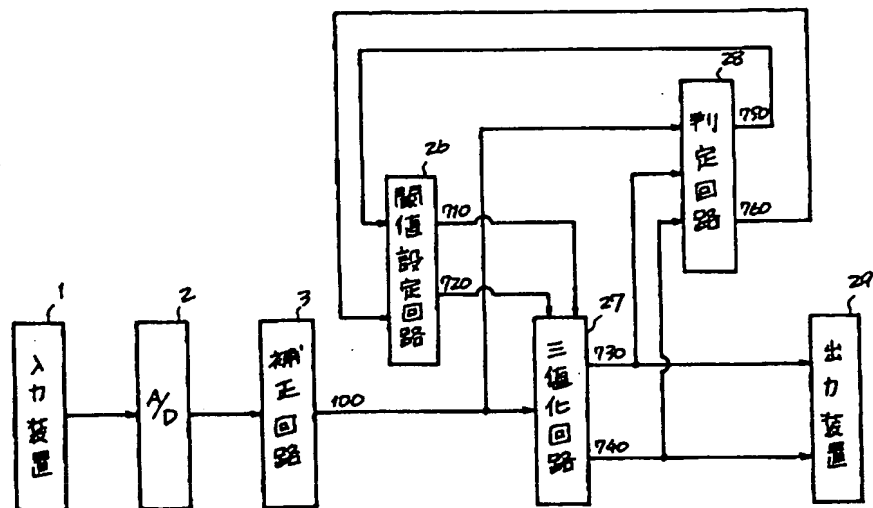 28
判定回路
750
760
26
閾値設定回路
710
720
1
入力装置
2
A/D
3
補正回路
100
27
三値化回路
730
740
29
出力装置